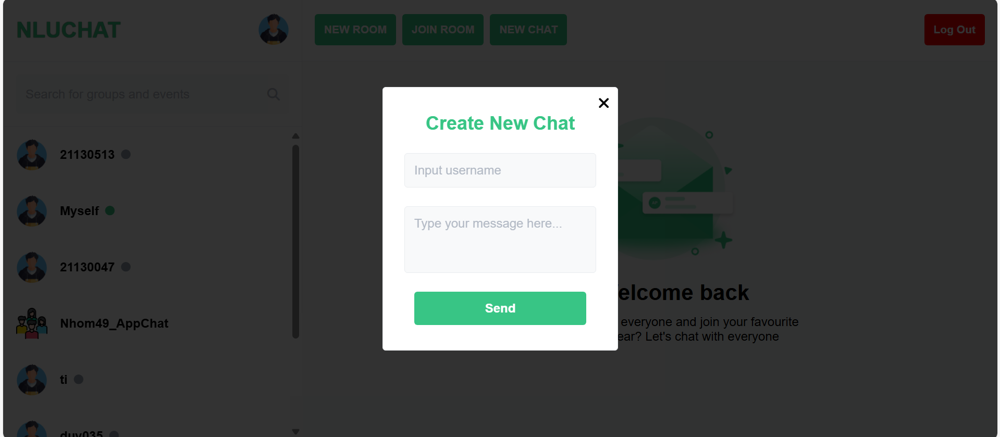 NLUCHAT
NEW ROOM
JOIN ROOM
NEW CHAT
Log Out
Search for groups and events
21130513
Myself
21130047
Nhom49_AppChat
ti
duy035
Create New Chat
Input username
Type your message here...
Send
elcome back
everyone and join your favourite
ear? Let's chat with everyone